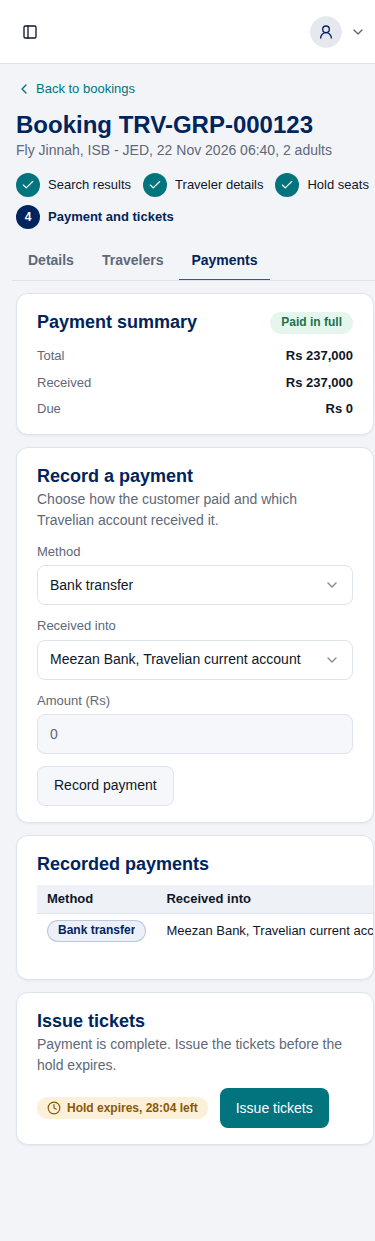 Back to bookings
Booking TRV-GRP-000123
Fly Jinnah, ISB - JED, 22 Nov 2026 06:40, 2 adults
Search results Traveler details Hold seats
4 Payment and tickets
Details Travelers Payments
Payment summary Paid in full
Total Rs 237,000
Received Rs 237,000
Due Rs 0
Record a payment
Choose how the customer paid and which
Travelian account received it.
Method
Bank transfer
Received into
Meezan Bank, Travelian current account
Amount (Rs)
0
Record payment
Recorded payments
Method Received into
Bank transfer Meezan Bank, Travelian current acc
Issue tickets
Payment is complete. Issue the tickets before the
hold expires.
Hold expires, 28:04 left Issue tickets